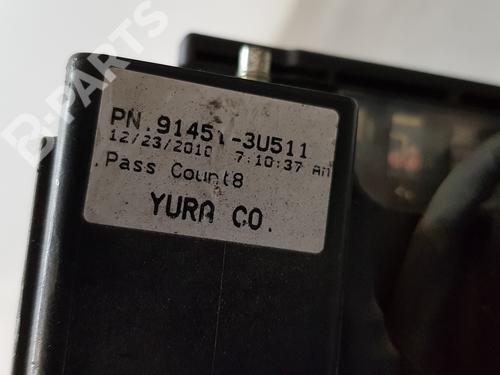 B-PARTS
PN.91451-3U511
12/23/2010 7:10:37 AM
.Pass Count8
YURA CO.